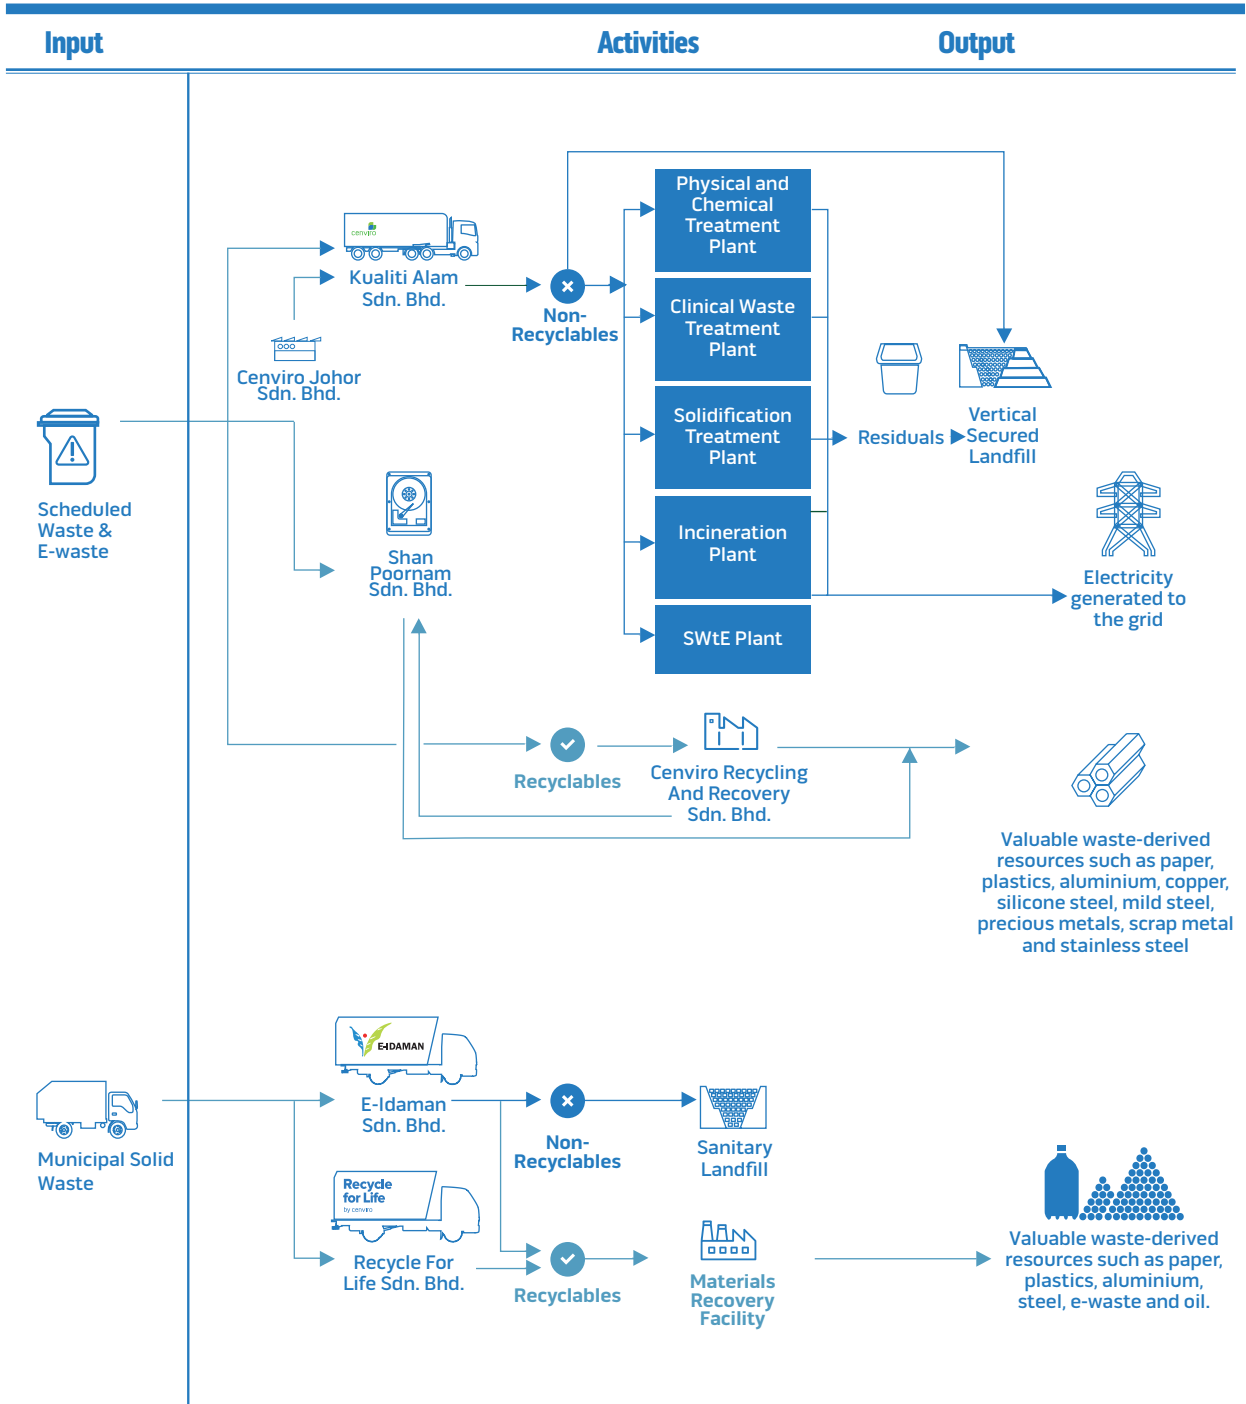 Input
Activities
Output
Physical and
Chemical
Treatment
Plant
cenviro
Kualiti Alam
Sdn. Bhd.
Non-
Recyclables
Clinical Waste
Treatment
Plant
Cenviro Johor
Sdn. Bhd.
Solidification
Treatment
Plant
Residuals
Vertical
Secured
Landfill
Scheduled
Waste &
E-waste
Incineration
Plant
Shan
Poornam
Sdn. Bhd.
Electricity
generated to
the grid
SWtE Plant
Recyclables
Cenviro Recycling
And Recovery
Sdn. Bhd.
Valuable waste-derived
resources such as paper,
plastics, aluminium, copper,
silicone steel, mild steel,
precious metals, scrap metal
and stainless steel
E-IDAMAN
E-Idaman
Sdn. Bhd.
Non-
Recyclables
Sanitary
Landfill
Municipal Solid
Waste
Recycle
for Life
by cenviro
Recycle For
Life Sdn. Bhd.
Recyclables
Materials
Recovery
Facility
Valuable waste-derived
resources such as paper,
plastics, aluminium,
steel, e-waste and oil.